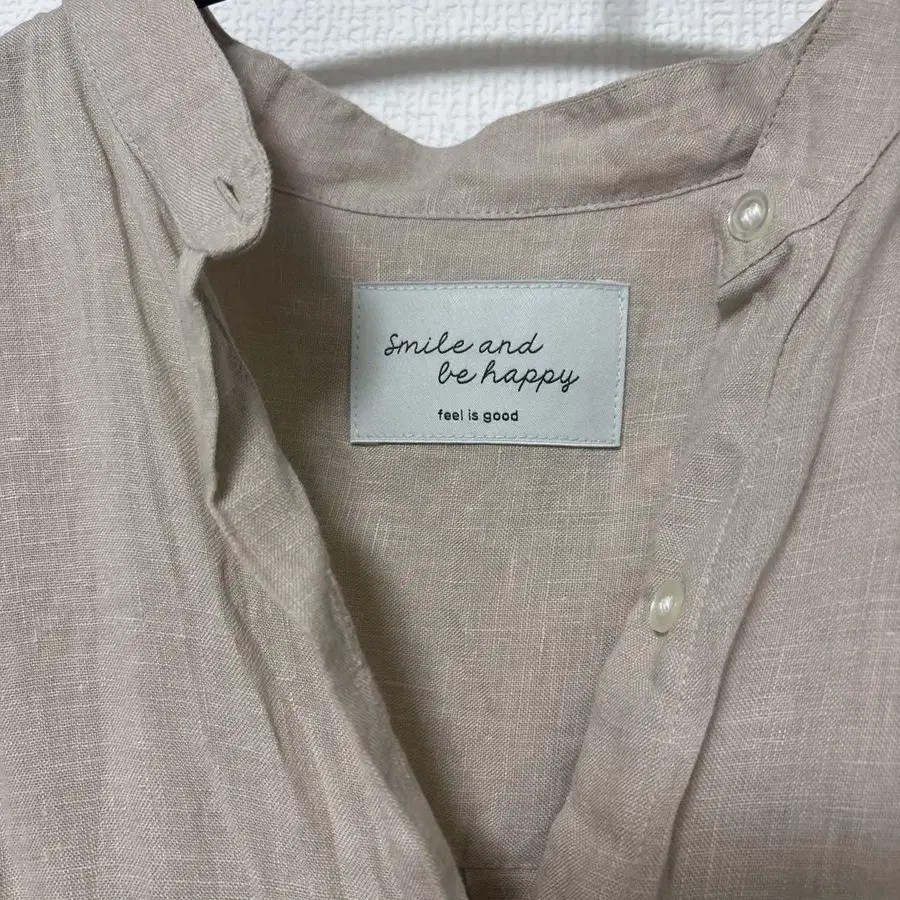 Smile and
be happy
feel is good